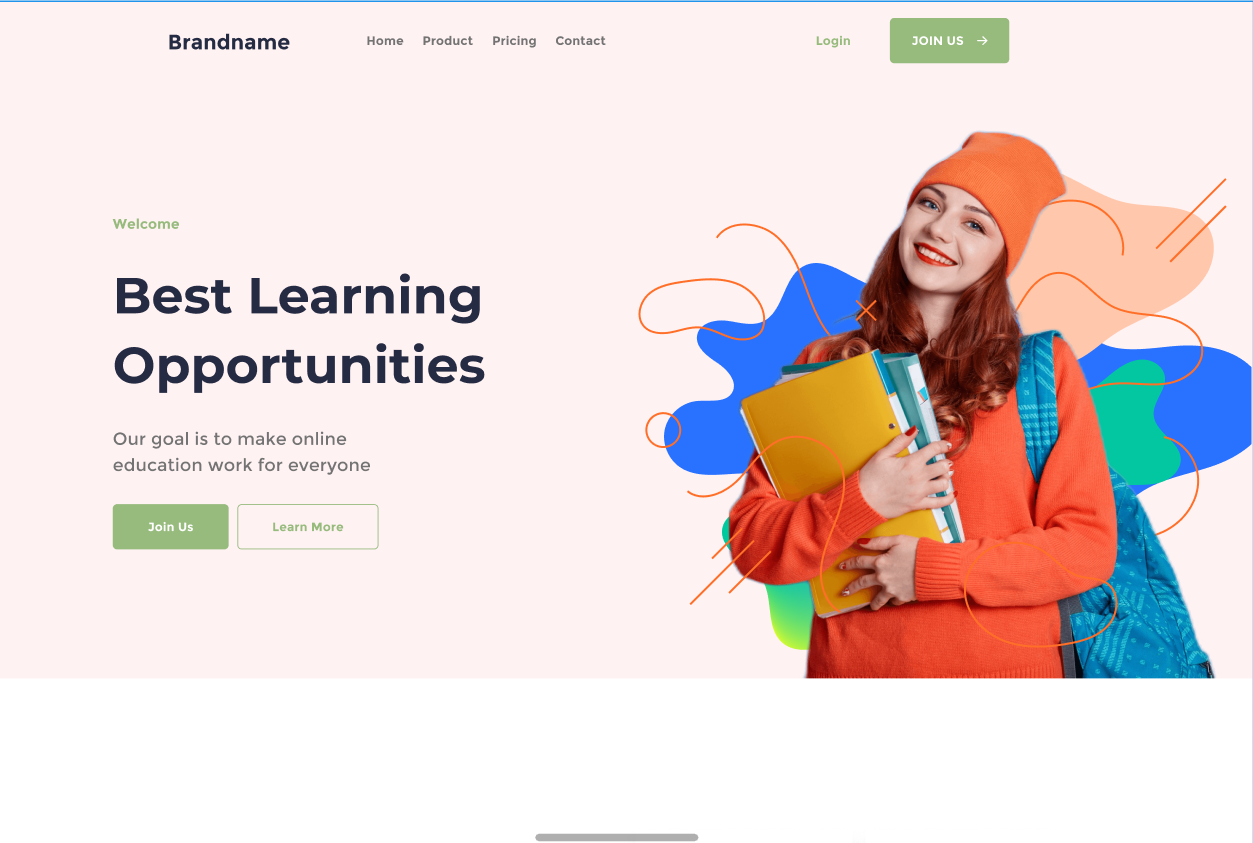 Brandname
Home Product Pricing Contact
Login
JOIN US →
Welcome
Best Learning
Opportunities
Our goal is to make online
education work for everyone
Join Us
Learn More